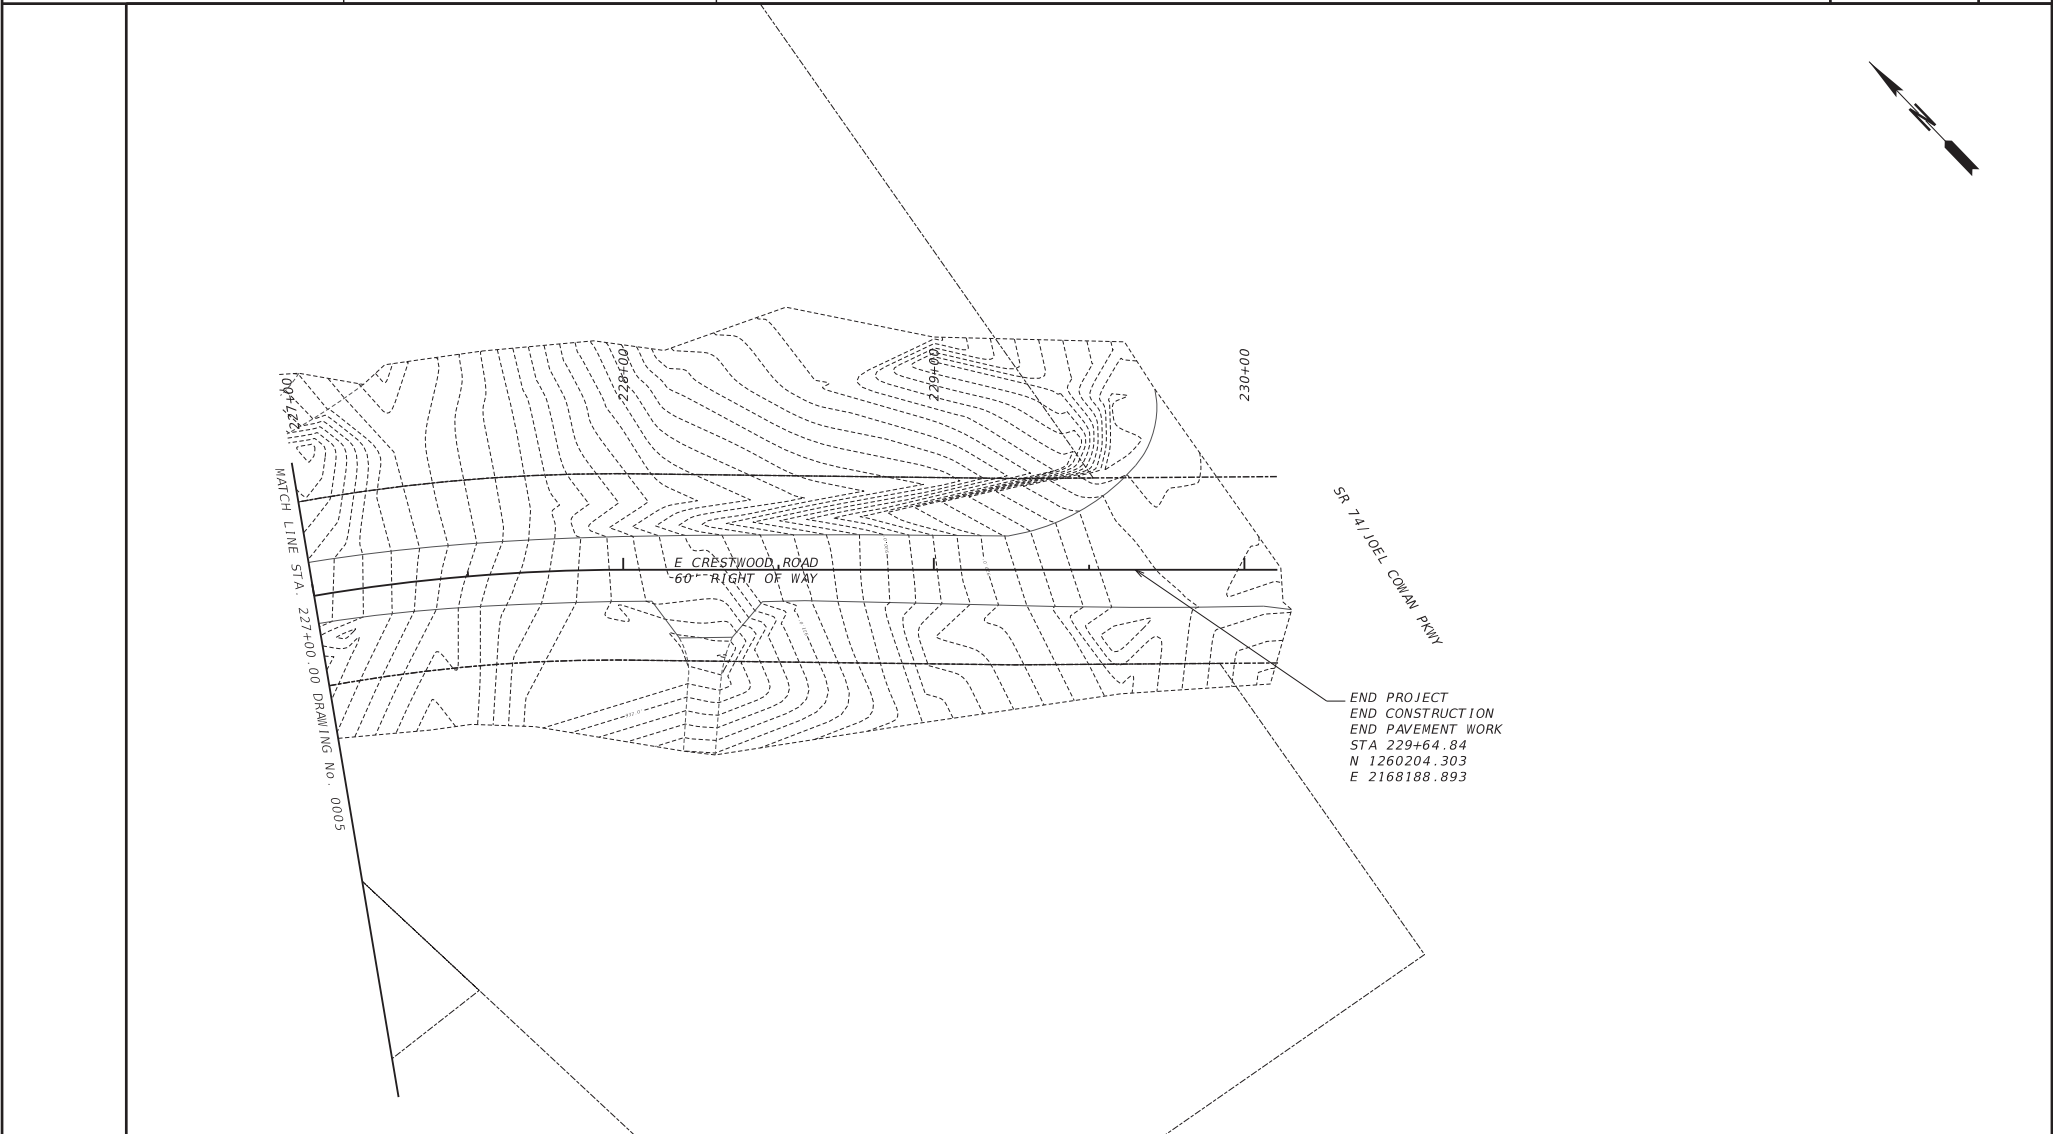 N
227+00
228+00
229+00
230+00
MATCH LINE STA. 227+00.00 DRAWING No. 0005
E CRESTWOOD ROAD
60' RIGHT OF WAY
SR 74/JOEL COWAN PKWY
END PROJECT
END CONSTRUCTION
END PAVEMENT WORK
STA 229+64.84
N 1260204.303
E 2168188.893